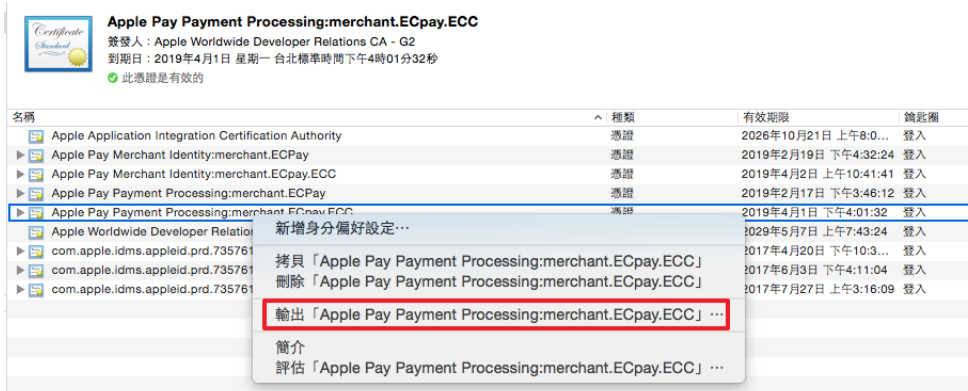 Certificate
Standard
Apple Pay Payment Processing:merchant.ECpay.ECC
簽發人：Apple Worldwide Developer Relations CA - G2
到期日：2019年4月1日 星期一 台北標準時間下午4時01分32秒
此憑證是有效的
名稱 種類 有效期限 鑰匙圈
Apple Application Integration Certification Authority 憑證 2026年10月21日 上午8:0... 登入
Apple Pay Merchant Identity:merchant.ECPay 憑證 2019年2月19日 下午4:32:24 登入
Apple Pay Merchant Identity:merchant.ECpay.ECC 憑證 2019年4月2日 上午10:41:41 登入
Apple Pay Payment Processing:merchant.ECPay 憑證 2019年2月17日 下午3:46:12 登入
Apple Pay Payment Processing:merchant.ECpay.ECC 憑證 2019年4月1日 下午4:01:32 登入
Apple Worldwide Developer Relatio 2029年5月7日 上午7:43:24 登入
com.apple.idms.appleid.prd.735761 2017年4月20日 下午10:3... 登入
com.apple.idms.appleid.prd.735761 2017年6月3日 下午4:11:04 登入
com.apple.idms.appleid.prd.735761 2017年7月27日 上午3:16:09 登入
新增身分偏好設定⋯
拷貝「Apple Pay Payment Processing:merchant.ECpay.ECC」
刪除「Apple Pay Payment Processing:merchant.ECpay.ECC」
輸出「Apple Pay Payment Processing:merchant.ECpay.ECC」⋯
簡介
評估「Apple Pay Payment Processing:merchant.ECpay.ECC」⋯